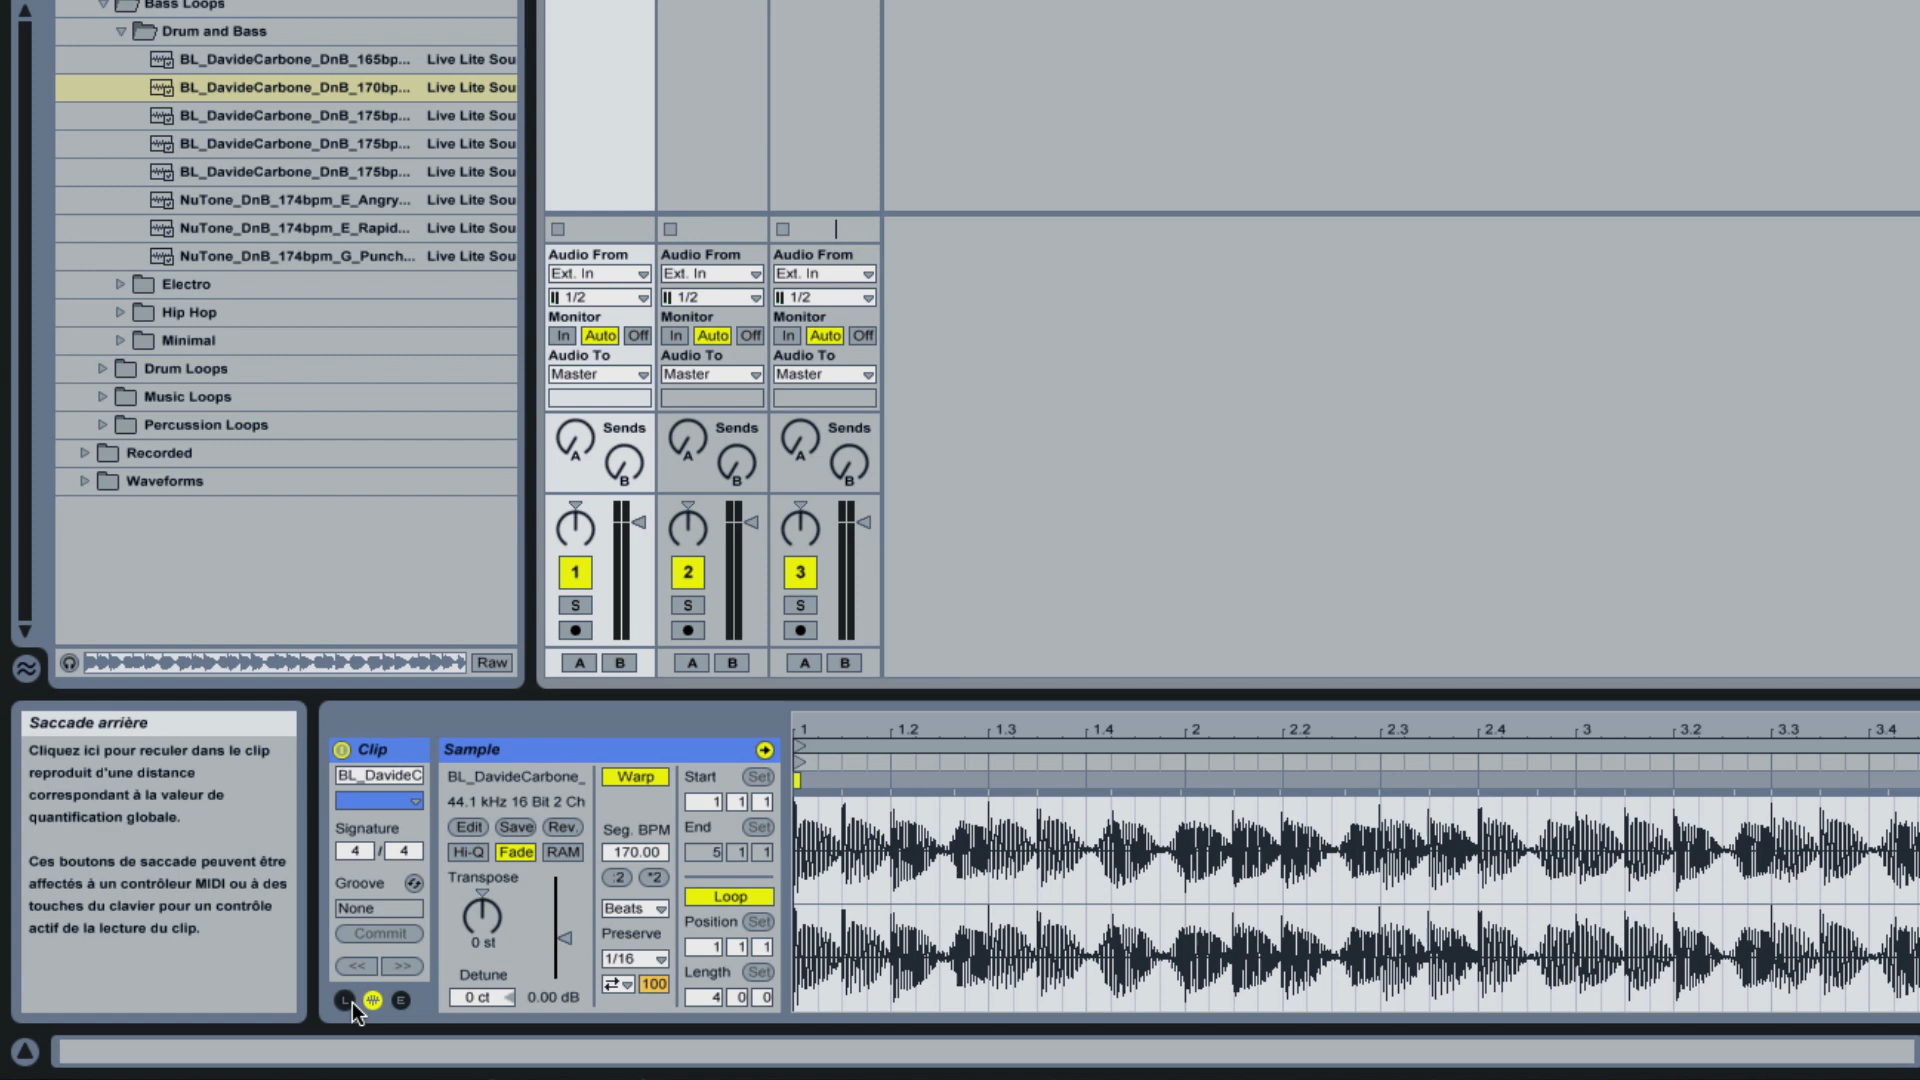 Bass Loops
Drum and Bass
BL_DavideCarbone_DnB_165bp... Live Lite Sou
BL_DavideCarbone_DnB_170bp... Live Lite Sou
BL_DavideCarbone_DnB_175bp... Live Lite Sou
BL_DavideCarbone_DnB_175bp... Live Lite Sou
BL_DavideCarbone_DnB_175bp... Live Lite Sou
NuTone_DnB_174bpm_E_Angry... Live Lite Sou
NuTone_DnB_174bpm_E_Rapid... Live Lite Sou
NuTone_DnB_174bpm_G_Punch... Live Lite Sou
Electro
Hip Hop
Minimal
Drum Loops
Music Loops
Percussion Loops
Recorded
Waveforms
Raw
Audio From Audio From Audio From
Ext. In Ext. In Ext. In
1/2 1/2 1/2
Monitor Monitor Monitor
In Auto Off In Auto Off In Auto Off
Audio To Audio To Audio To
Master Master Master
Sends Sends Sends
A A A
B B B
1 2 3
S S S
A B A B A B
Saccade arrière
Cliquez ici pour reculer dans le clip
reproduit d'une distance
correspondant à la valeur de
quantification globale.
Ces boutons de saccade peuvent être
affectés à un contrôleur MIDI ou à des
touches du clavier pour un contrôle
actif de la lecture du clip.
Clip
BL_DavideC
Signature
4 / 4
Groove
None
Commit
<< >>
L E
Sample
BL_DavideCarbone_
44.1 kHz 16 Bit 2 Ch
Edit Save Rev.
Hi-Q Fade RAM
Transpose
0 st
Detune
0 ct 0.00 dB
Warp
Seg. BPM
170.00
:2 *2
Beats
Preserve
1/16
100
Start Set
1 1 1
End Set
5 1 1
Loop
Position Set
1 1 1
Length Set
4 0 0
1 1.2 1.3 1.4 2 2.2 2.3 2.4 3 3.2 3.3 3.4